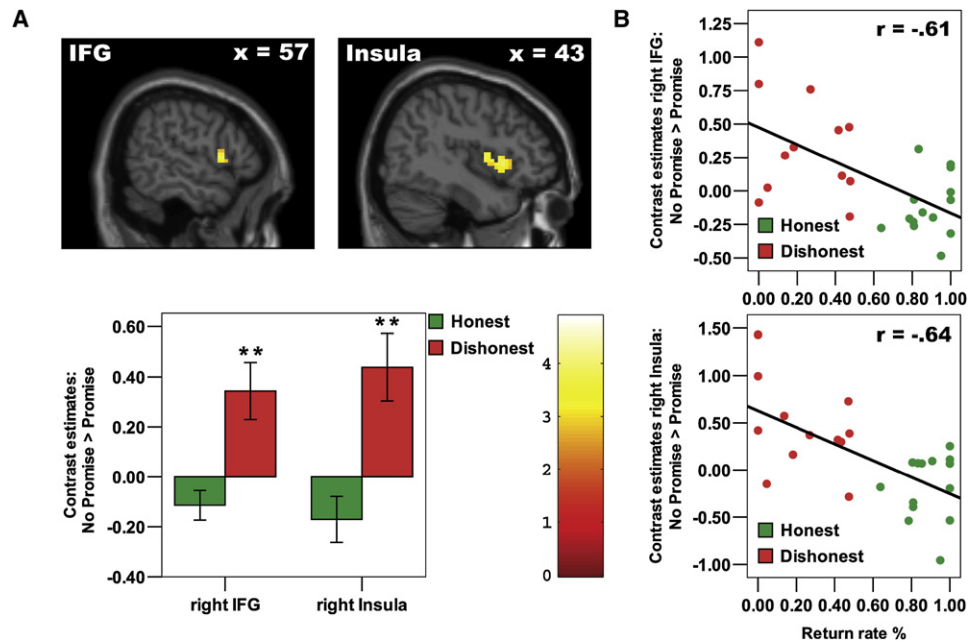 A
IFG
x = 57
Insula
x = 43
Contrast estimates:
No Promise > Promise
0.60
0.40
0.20
0.00
-0.20
-0.40
**
**
right IFG
right Insula
Honest
Dishonest
4
3
2
1
0
B
r = -.61
Contrast estimates right IFG:
No Promise > Promise
1.25
1.00
0.75
0.50
0.25
0.00
-0.25
-0.50
Honest
Dishonest
0.00 0.20 0.40 0.60 0.80 1.00
r = -.64
Contrast estimates right Insula:
No Promise > Promise
1.50
1.00
0.50
0.00
-0.50
-1.00
Honest
Dishonest
0.00 0.20 0.40 0.60 0.80 1.00
Return rate %